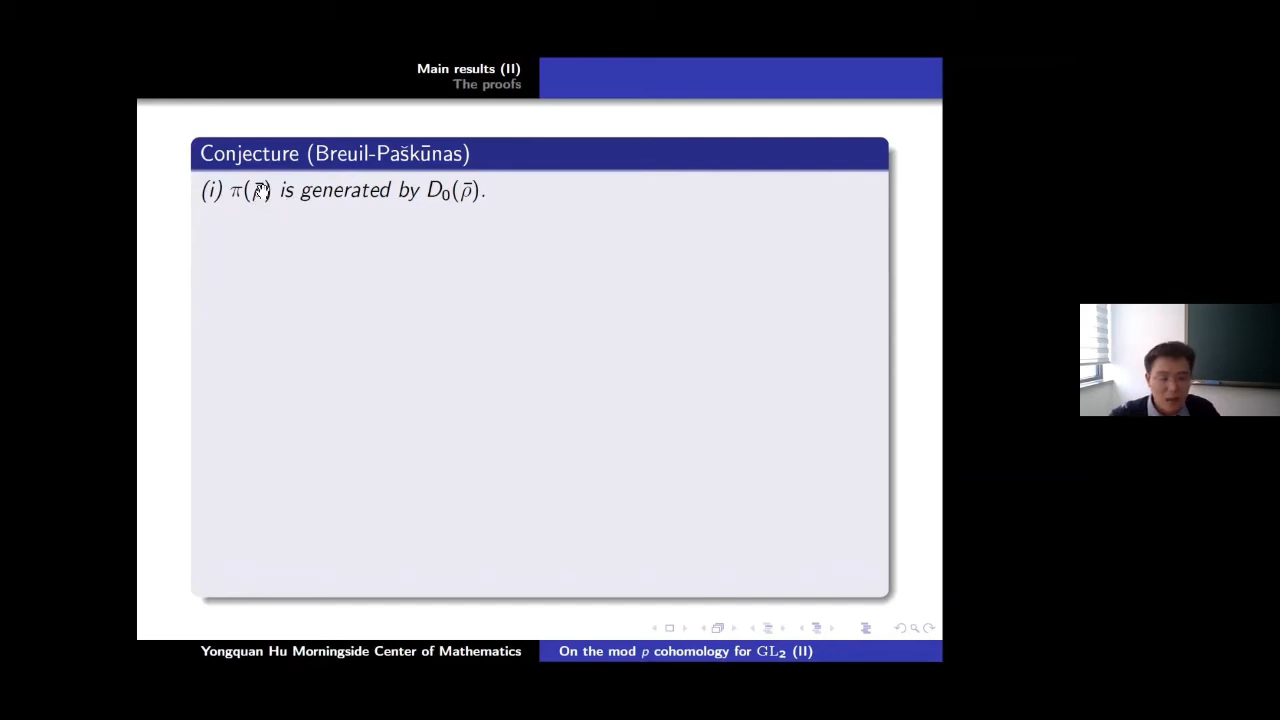 Main results (II)
The proofs
Conjecture (Breuil-Paškūnas)
(i) π(ρ̄) is generated by D₀(ρ̄).
Yongquan Hu Morningside Center of Mathematics
On the mod p cohomology for GL₂ (II)